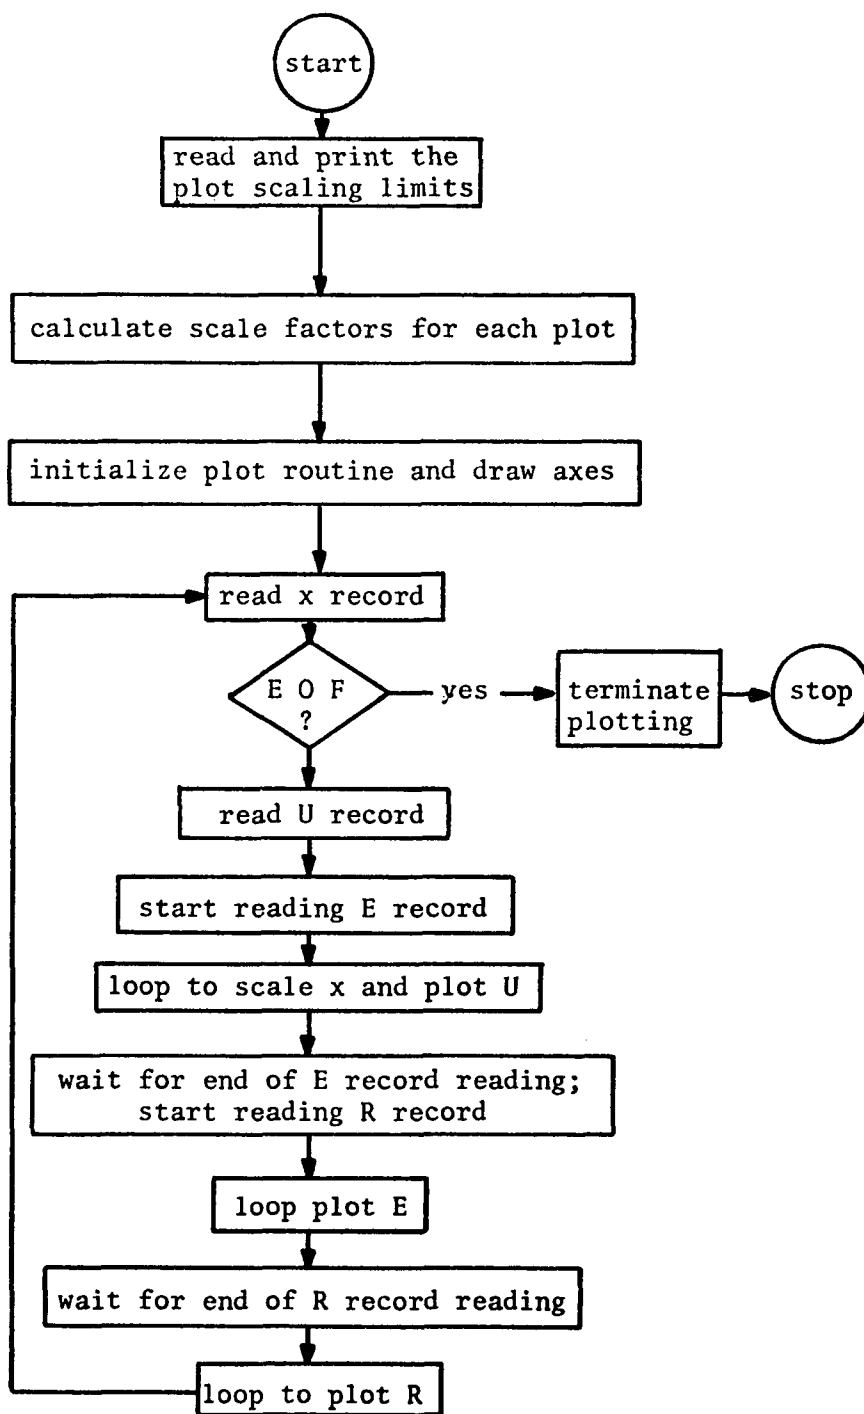 start
read and print the
plot scaling limits
calculate scale factors for each plot
initialize plot routine and draw axes
read x record
E O F
?
yes
terminate
plotting
stop
read U record
start reading E record
loop to scale x and plot U
wait for end of E record reading;
start reading R record
loop plot E
wait for end of R record reading
loop to plot R